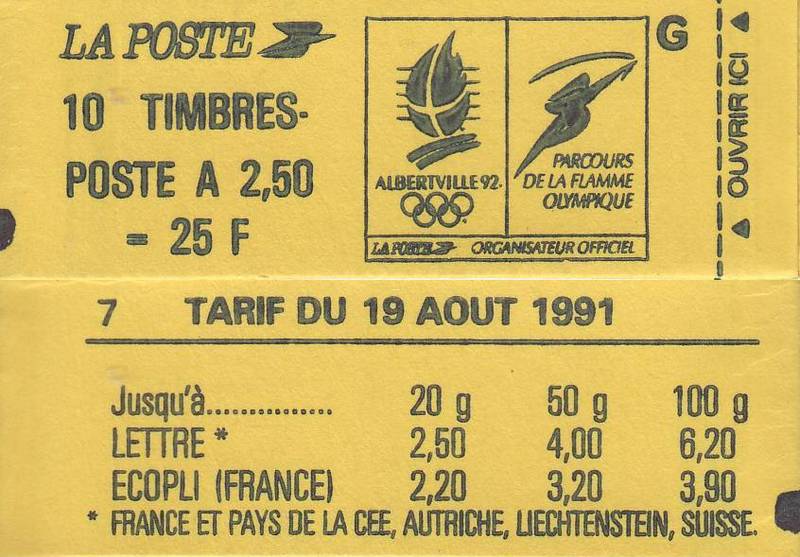 LA POSTE
10 TIMBRES-
POSTE A 2,50
= 25 F
ALBERTVILLE 92.
PARCOURS
DE LA FLAMME
OLYMPIQUE
LA POSTE ORGANISATEUR OFFICIEL
G
OUVRIR ICI
7 TARIF DU 19 AOUT 1991
Jusqu'à............... 20 g 50 g 100 g
LETTRE * 2,50 4,00 6,20
ECOPLI (FRANCE) 2,20 3,20 3,90
* FRANCE ET PAYS DE LA CEE, AUTRICHE, LIECHTENSTEIN, SUISSE.